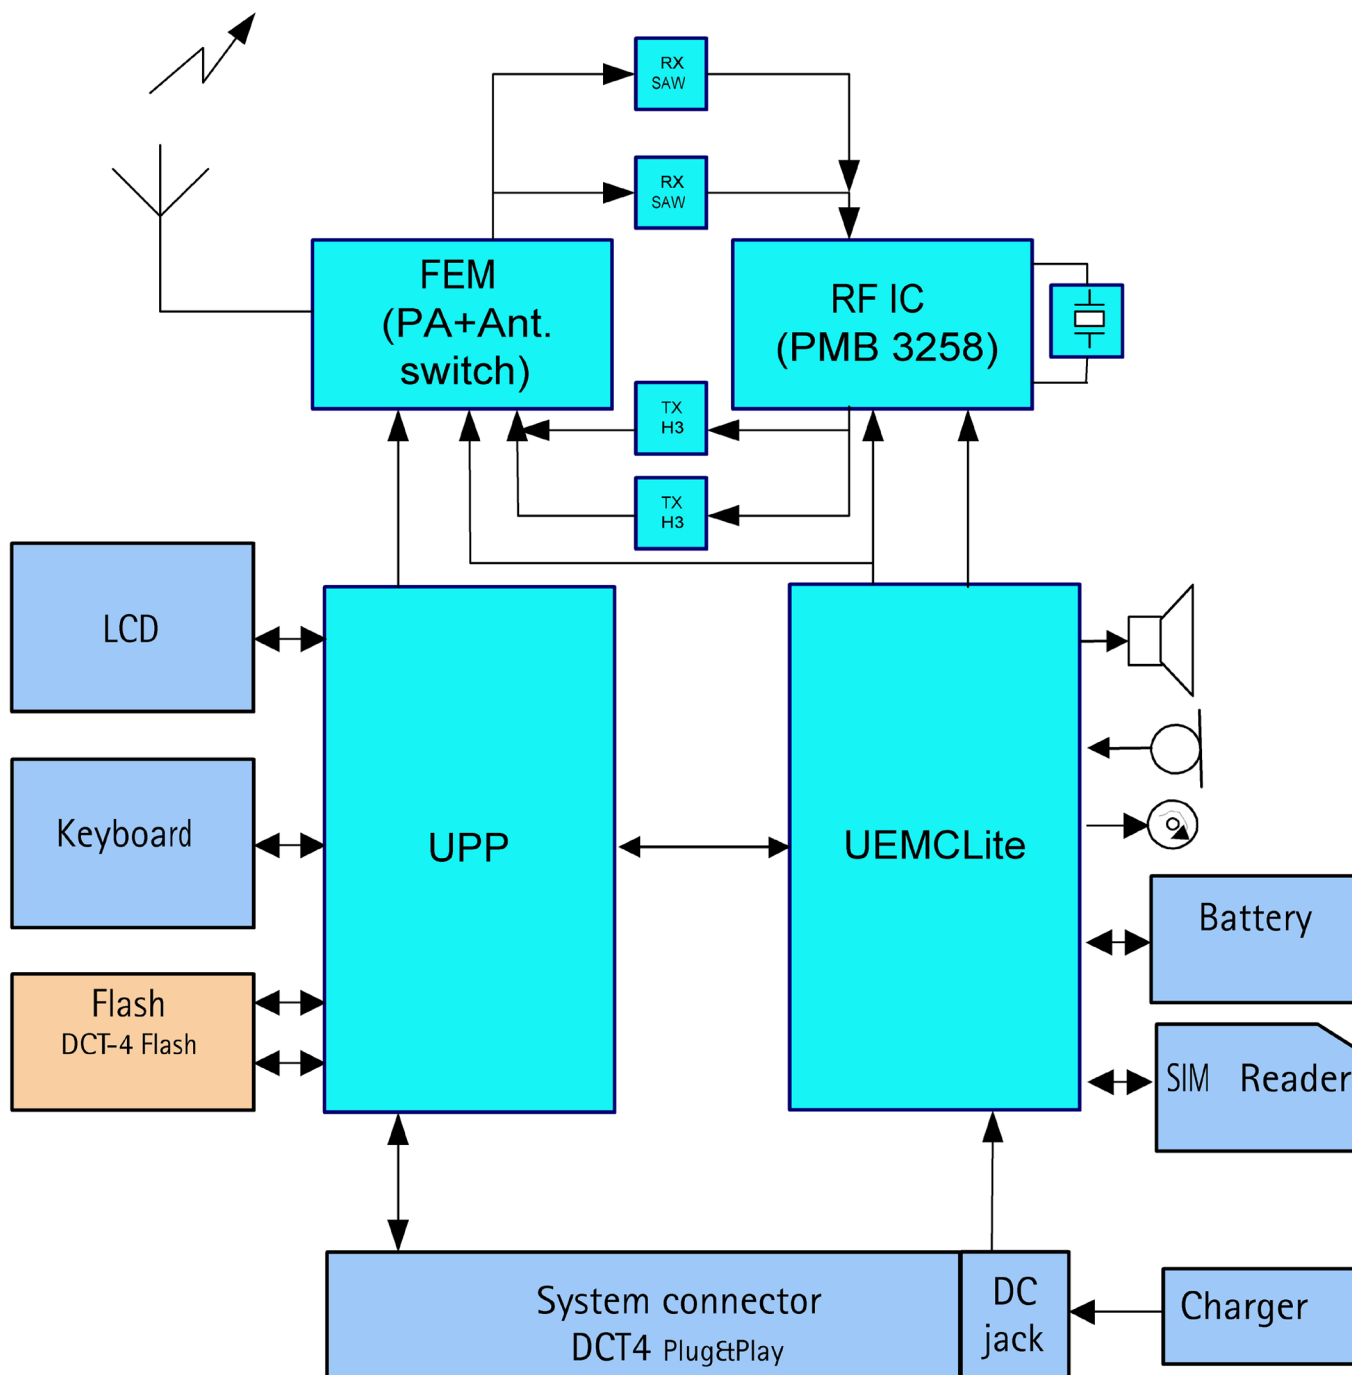 RX
SAW
RX
SAW
FEM
(PA+Ant.
switch)
RF IC
(PMB 3258)
TX
H3
TX
H3
LCD
Keyboard
UPP
UEMCLite
Battery
Flash
DCT-4 Flash
SIM Reader
System connector
DCT4 Plug&Play
DC
jack
Charger